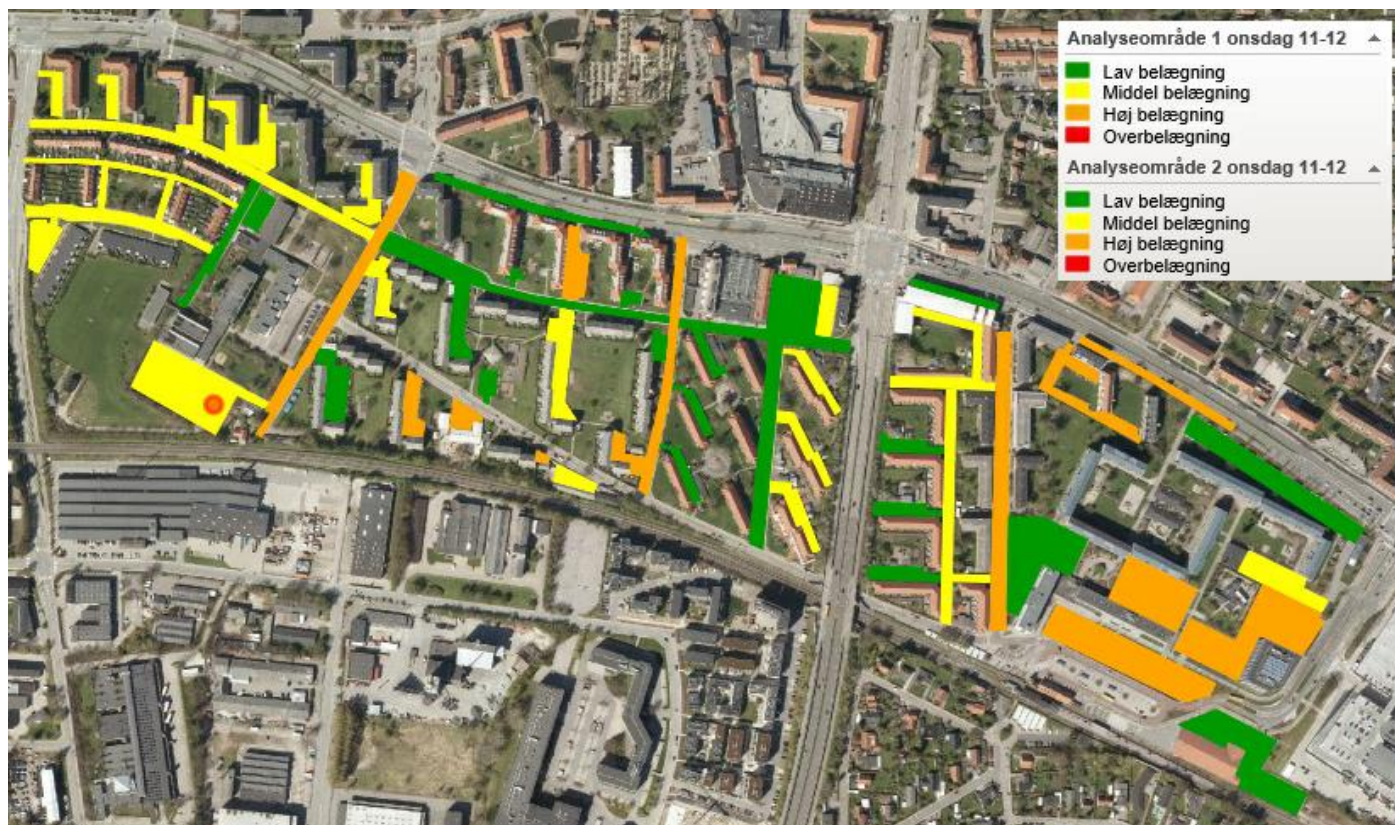 Analyseområde 1 onsdag 11-12
Lav belægning
Middel belægning
Høj belægning
Overbelægning
Analyseområde 2 onsdag 11-12
Lav belægning
Middel belægning
Høj belægning
Overbelægning